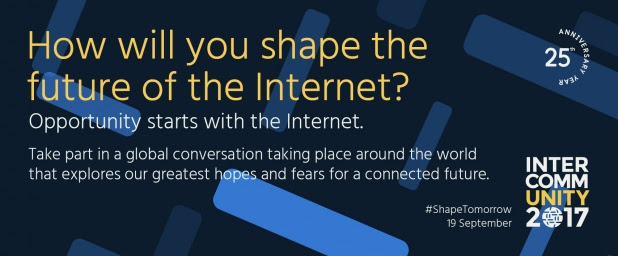 How will you shape the
future of the Internet?
Opportunity starts with the Internet.
Take part in a global conversation taking place around the world
that explores our greatest hopes and fears for a connected future.
25th
ANNIVERSARY YEAR
#ShapeTomorrow
19 September
INTER
COMM
UNITY
2017